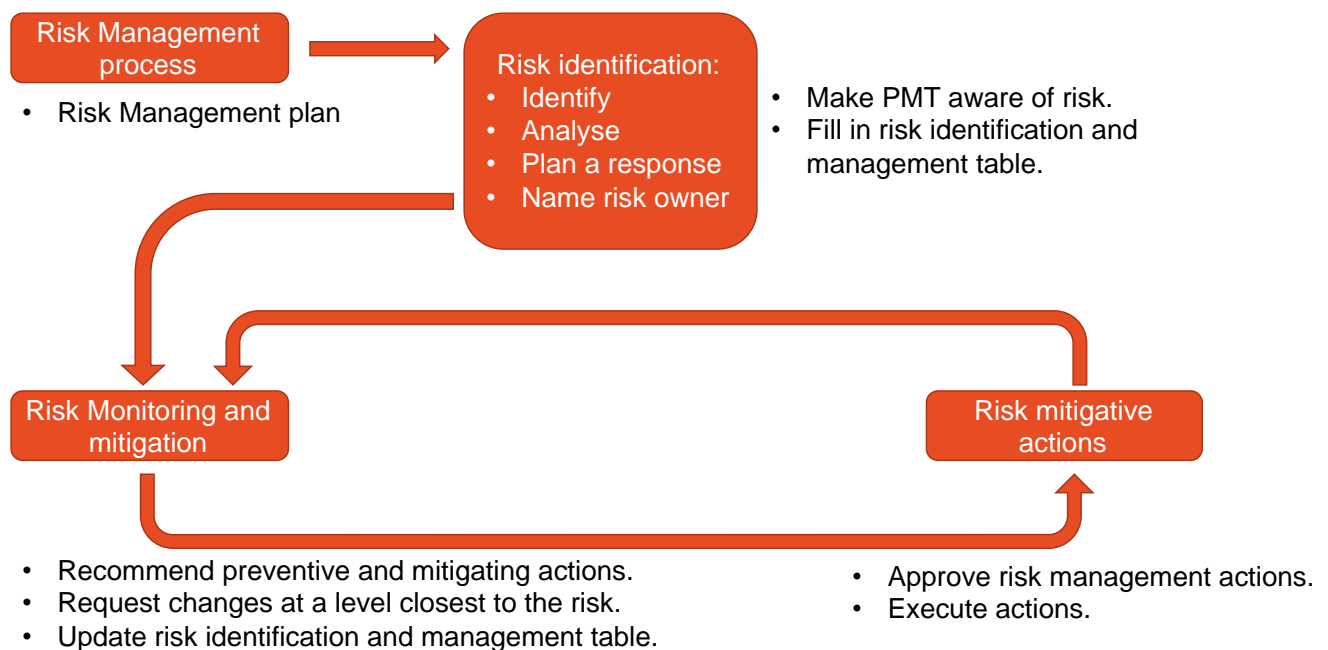 Risk Management
process
• Risk Management plan
Risk identification:
• Identify
• Analyse
• Plan a response
• Name risk owner
• Make PMT aware of risk.
• Fill in risk identification and
management table.
Risk Monitoring and
mitigation
• Recommend preventive and mitigating actions.
• Request changes at a level closest to the risk.
• Update risk identification and management table.
Risk mitigative
actions
• Approve risk management actions.
• Execute actions.